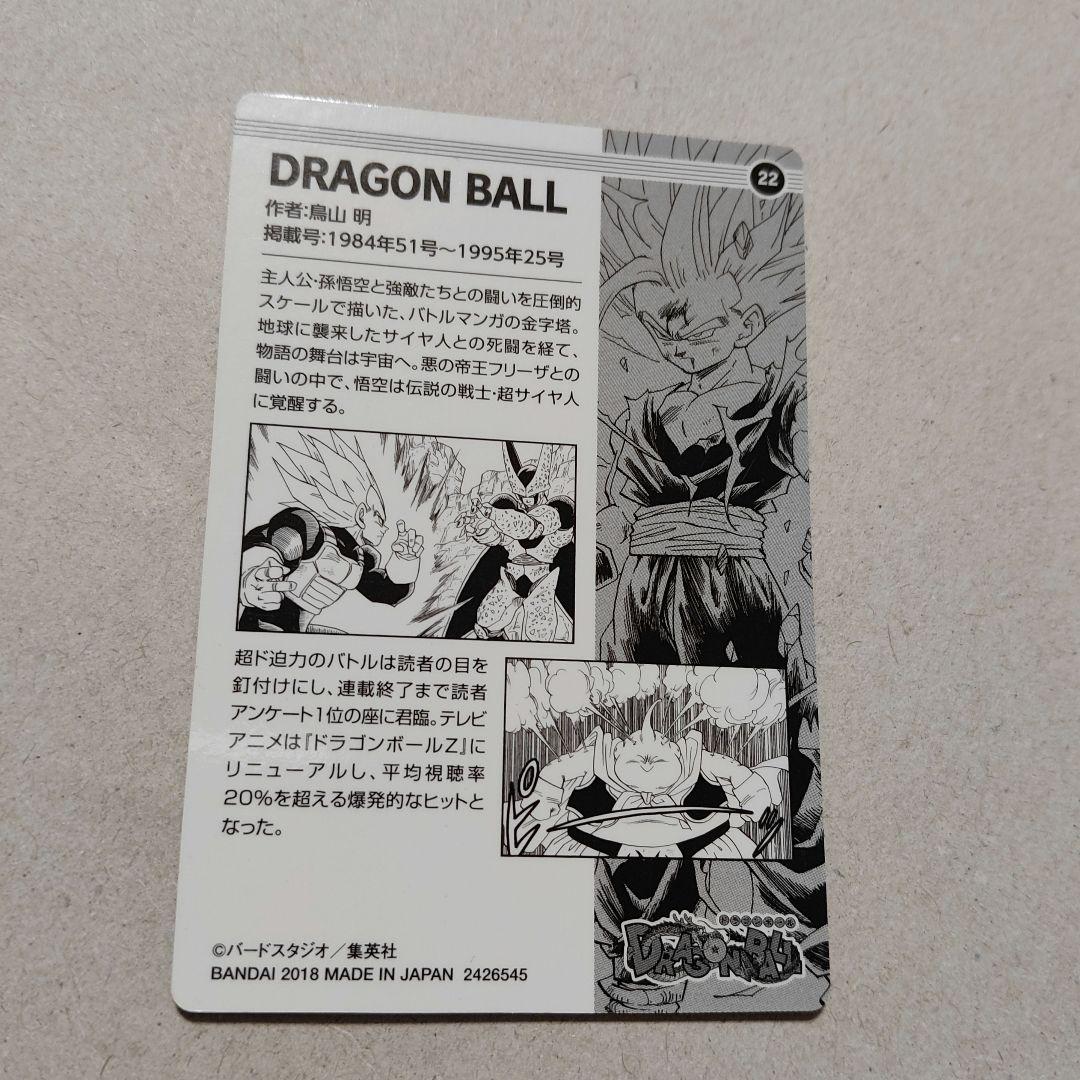 22
DRAGON BALL
作者:鳥山 明
掲載号:1984年51号〜1995年25号
主人公・孫悟空と強敵たちとの闘いを圧倒的
スケールで描いた、バトルマンガの金字塔。
地球に襲来したサイヤ人との死闘を経て、
物語の舞台は宇宙へ。悪の帝王フリーザとの
闘いの中で、悟空は伝説の戦士・超サイヤ人
に覚醒する。
超ド迫力のバトルは読者の目を
釘付けにし、連載終了まで読者
アンケート1位の座に君臨。テレビ
アニメは『ドラゴンボールZ』に
リニューアルし、平均視聴率
20%を超える爆発的なヒットと
なった。
ドラゴンボール
DRAGON BALL
©バードスタジオ／集英社
BANDAI 2018 MADE IN JAPAN 2426545